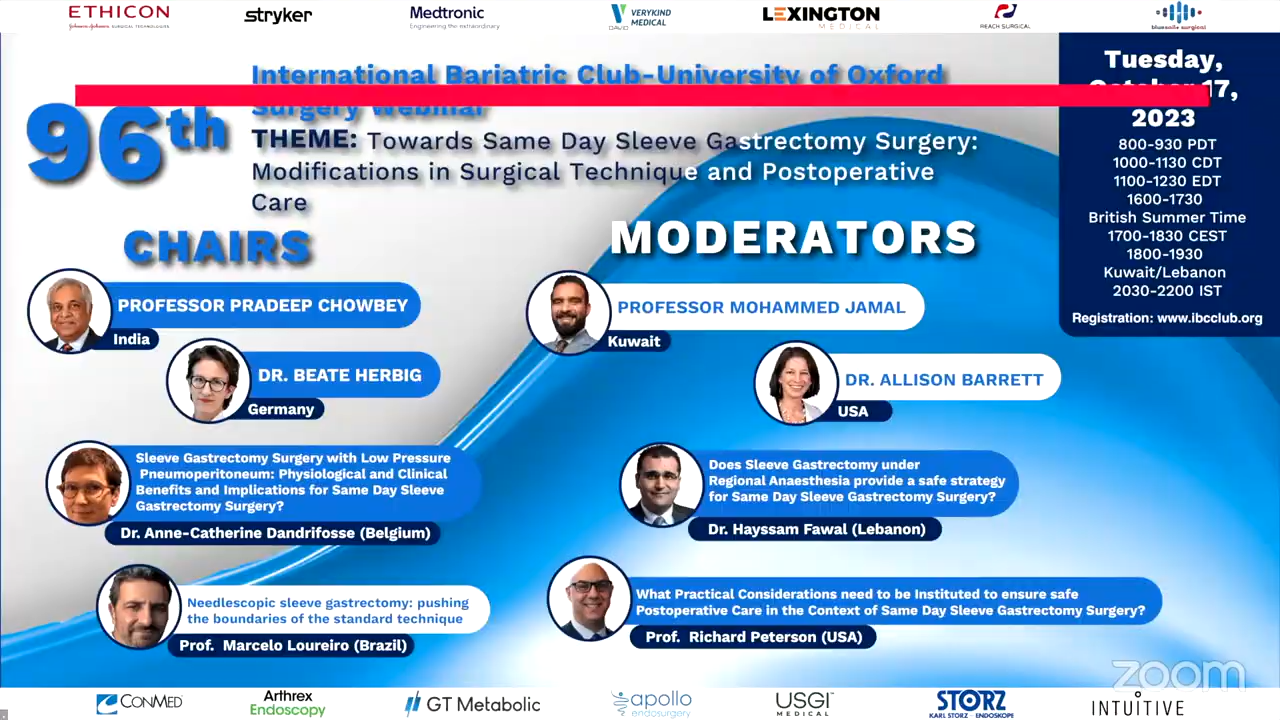 ETHICON
Johnson & Johnson SURGICAL TECHNOLOGIES
stryker
Medtronic
Engineering the extraordinary
DAVID
VERYKIND
MEDICAL
LEXINGTON
MEDICAL
REACH SURGICAL
bluesails surgical
International Bariatric Club-University of Oxford
Surgery Webinar
96th
THEME: Towards Same Day Sleeve Gastrectomy Surgery:
Modifications in Surgical Technique and Postoperative
Care
Tuesday,
October 17,
2023
800-930 PDT
1000-1130 CDT
1100-1230 EDT
1600-1730
British Summer Time
1700-1830 CEST
1800-1930
Kuwait/Lebanon
2030-2200 IST
Registration: www.ibcclub.org
CHAIRS
PROFESSOR PRADEEP CHOWBEY
India
DR. BEATE HERBIG
Germany
MODERATORS
PROFESSOR MOHAMMED JAMAL
Kuwait
DR. ALLISON BARRETT
USA
Sleeve Gastrectomy Surgery with Low Pressure
Pneumoperitoneum: Physiological and Clinical
Benefits and Implications for Same Day Sleeve
Gastrectomy Surgery?
Dr. Anne-Catherine Dandrifosse (Belgium)
Does Sleeve Gastrectomy under
Regional Anaesthesia provide a safe strategy
for Same Day Sleeve Gastrectomy Surgery?
Dr. Hayssam Fawal (Lebanon)
Needlescopic sleeve gastrectomy: pushing
the boundaries of the standard technique
Prof. Marcelo Loureiro (Brazil)
What Practical Considerations need to be Instituted to ensure safe
Postoperative Care in the Context of Same Day Sleeve Gastrectomy Surgery?
Prof. Richard Peterson (USA)
zoom
CONMED
Arthrex
Endoscopy
GT Metabolic
apollo
endosurgery
USGI
MEDICAL
STORZ
KARL STORZ - ENDOSKOPE
INTUITIVE